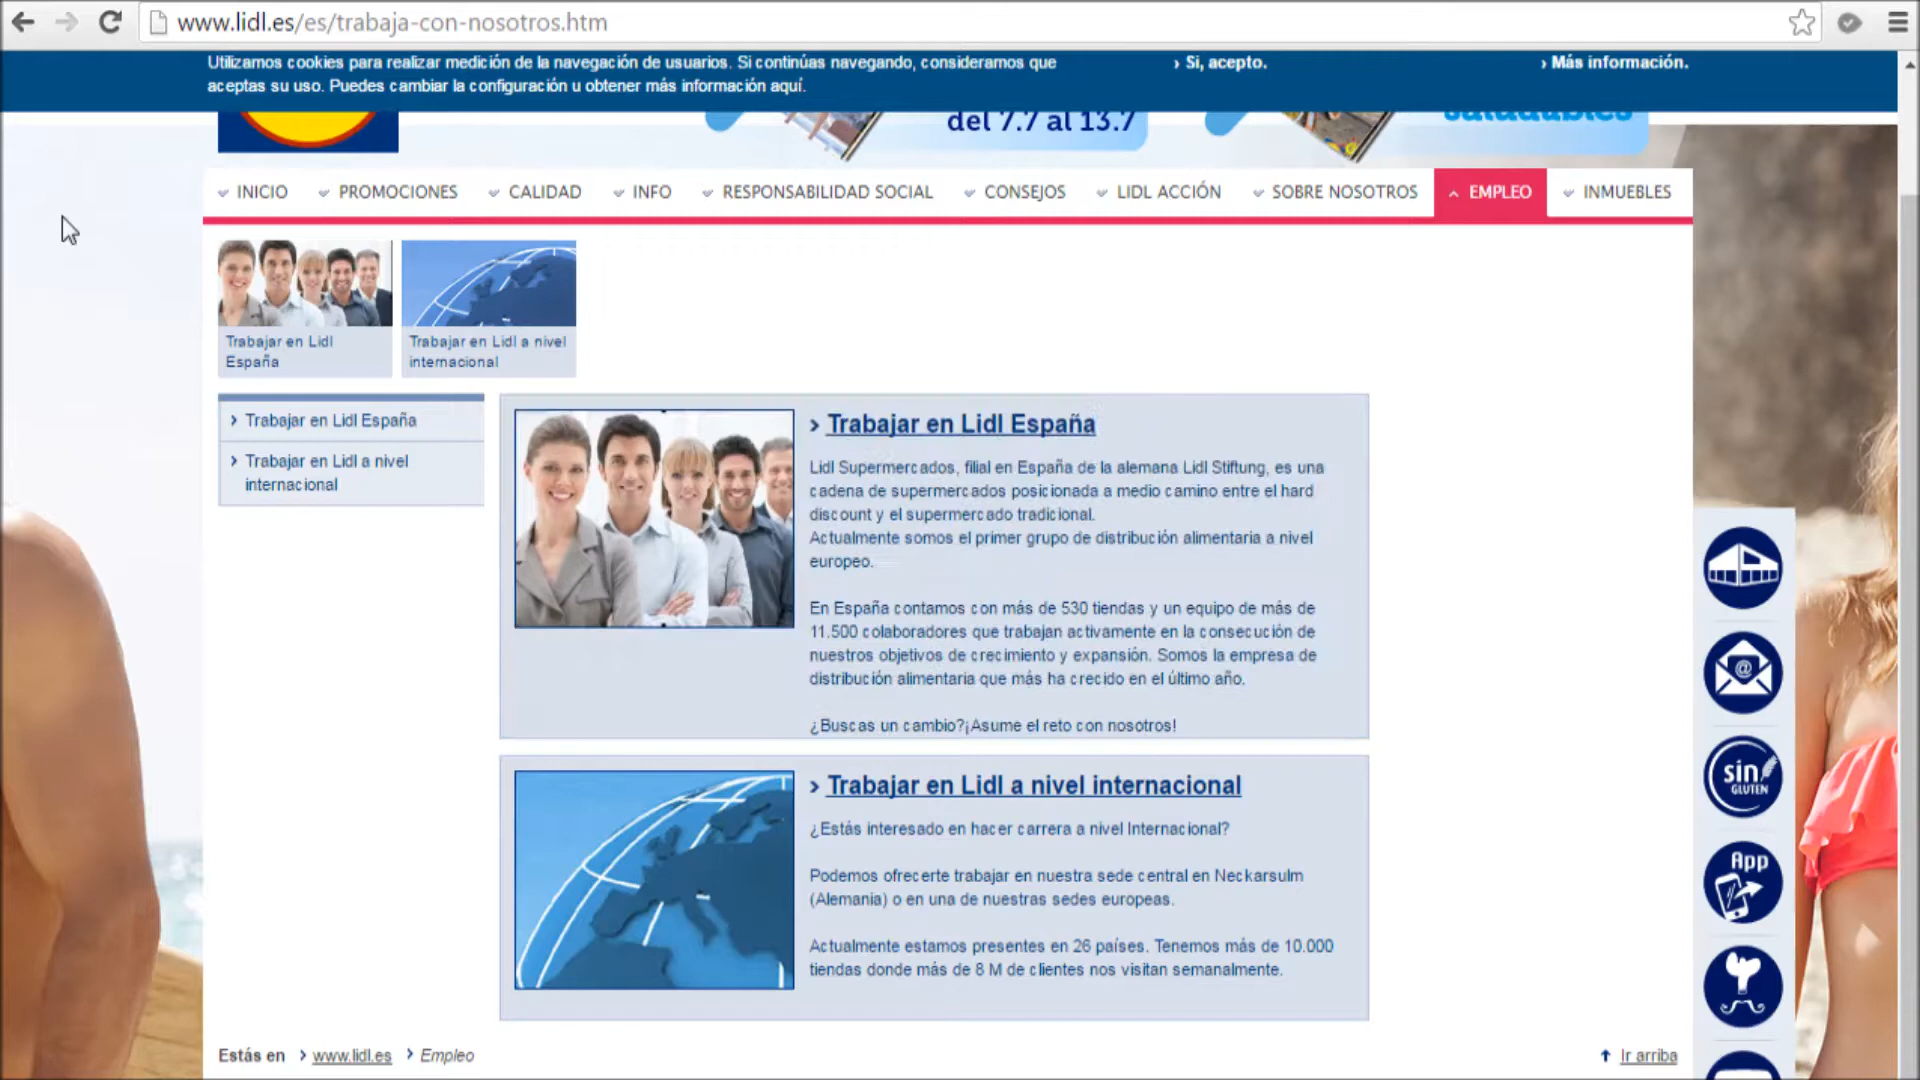 www.lidl.es/es/trabaja-con-nosotros.htm
Utilizamos cookies para realizar medición de la navegación de usuarios. Si continúas navegando, consideramos que
aceptas su uso. Puedes cambiar la configuración u obtener más información aquí.
› Si, acepto.
› Más información.
del 7.7 al 13.7
saludables
INICIO
PROMOCIONES
CALIDAD
INFO
RESPONSABILIDAD SOCIAL
CONSEJOS
LIDL ACCIÓN
SOBRE NOSOTROS
EMPLEO
INMUEBLES
Trabajar en Lidl
España
Trabajar en Lidl a nivel
internacional
Trabajar en Lidl España
Trabajar en Lidl a nivel
internacional
› Trabajar en Lidl España
Lidl Supermercados, filial en España de la alemana Lidl Stiftung, es una
cadena de supermercados posicionada a medio camino entre el hard
discount y el supermercado tradicional.
Actualmente somos el primer grupo de distribución alimentaria a nivel
europeo.
En España contamos con más de 530 tiendas y un equipo de más de
11.500 colaboradores que trabajan activamente en la consecución de
nuestros objetivos de crecimiento y expansión. Somos la empresa de
distribución alimentaria que más ha crecido en el último año.
¿Buscas un cambio?¡Asume el reto con nosotros!
› Trabajar en Lidl a nivel internacional
¿Estás interesado en hacer carrera a nivel Internacional?
Podemos ofrecerte trabajar en nuestra sede central en Neckarsulm
(Alemania) o en una de nuestras sedes europeas.
Actualmente estamos presentes en 26 países. Tenemos más de 10.000
tiendas donde más de 8 M de clientes nos visitan semanalmente.
@
sin
GLUTEN
App
Estás en › www.lidl.es › Empleo
Ir arriba